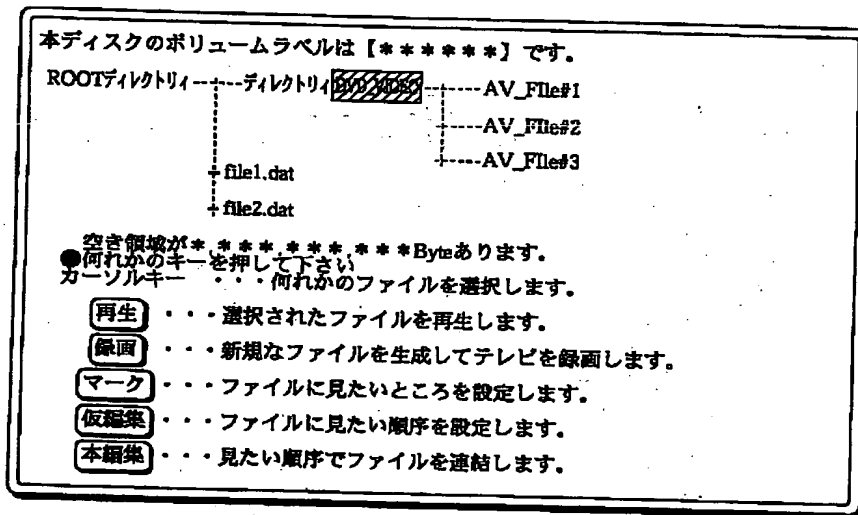 本ディスクのボリュームラベルは【******】です。
ROOTディレクトリィ ディレクトリィ AV_FIle#1
AV_FIle#2
AV_FIle#3
file1.dat
file2.dat
空き領域が*,***,***,***Byteあります。
●何れかのキーを押して下さい
カーソルキー ・・・何れかのファイルを選択します。
再生 ・・・選択されたファイルを再生します。
録画 ・・・新規なファイルを生成してテレビを録画します。
マーク ・・・ファイルに見たいところを設定します。
仮編集 ・・・ファイルに見たい順序を設定します。
本編集 ・・・見たい順序でファイルを連結します。